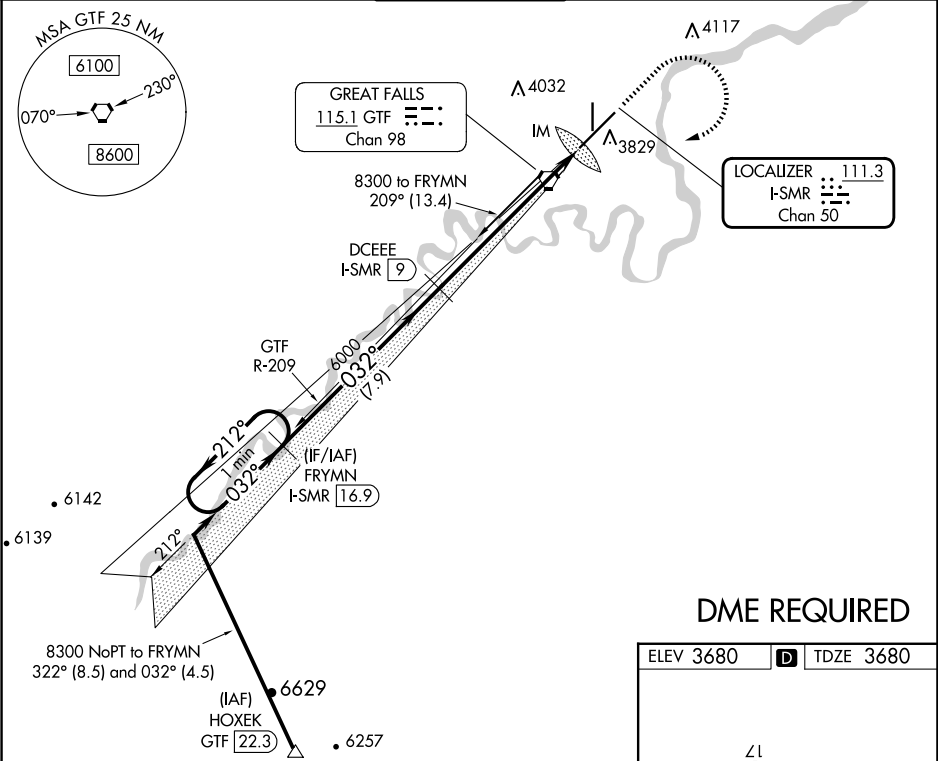 MSA GTF 25 NM
6100
230°
070°
8600
GREAT FALLS
115.1 GTF
Chan 98
4032
4117
IM
3829
LOCALIZER 111.3
I-SMR
Chan 50
8300 to FRYMN
209° (13.4)
DCEEE
I-SMR 9
GTF
R-209
6000
032°
(7.9)
212°
1 min
032°
(IF/IAF)
FRYMN
I-SMR 16.9
6142
6139
212°
8300 NoPT to FRYMN
322° (8.5) and 032° (4.5)
6629
(IAF)
HOXEK
GTF 22.3
6257
DME REQUIRED
ELEV 3680 D TDZE 3680
17